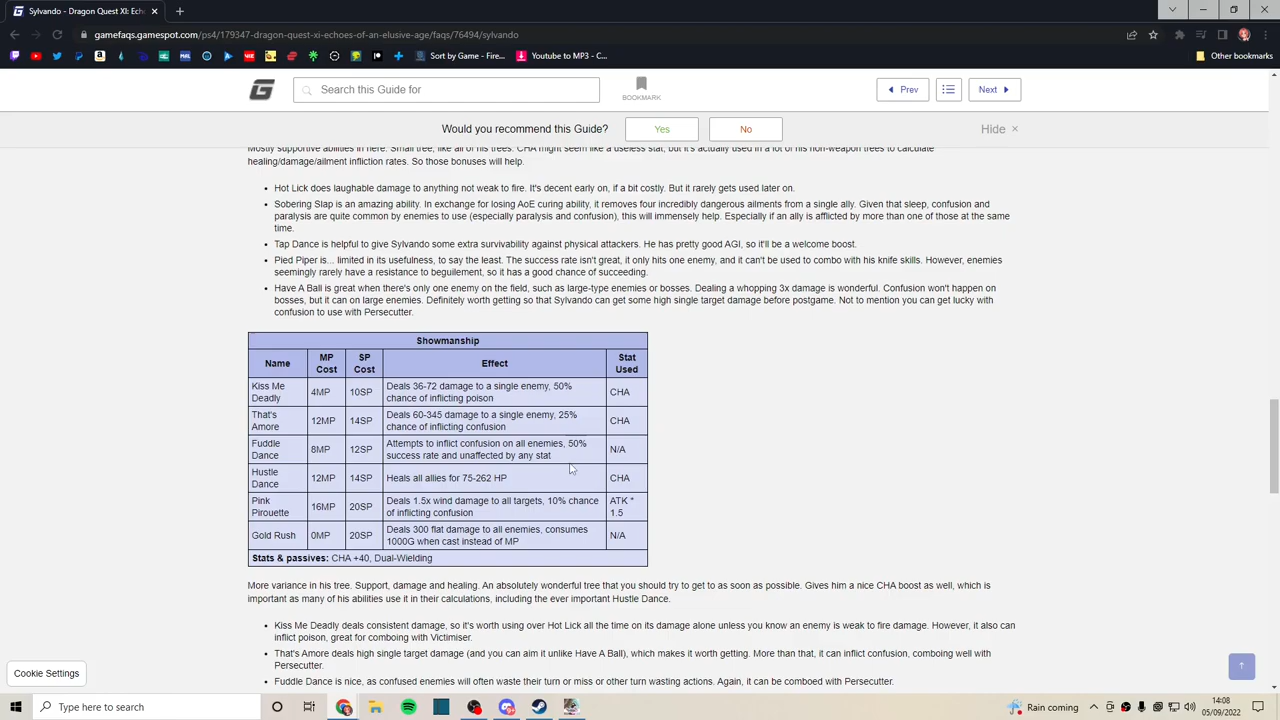 Sylvando - Dragon Quest XI: Echo
gamefaqs.gamespot.com/ps4/179347-dragon-quest-xi-echoes-of-an-elusive-age/faqs/76494/sylvando
Sort by Game - Fire...
Youtube to MP3 - C...
Other bookmarks
Search this Guide for
BOOKMARK
Prev
Next
Would you recommend this Guide?
Yes
No
Hide ×
Mostly supportive abilities in here. Small tree, like all of his trees. CHA might seem like a useless stat, but it's actually used in a lot of his non-weapon trees to calculate
healing/damage/ailment infliction rates. So those bonuses will help.
• Hot Lick does laughable damage to anything not weak to fire. It's decent early on, if a bit costly. But it rarely gets used later on.
• Sobering Slap is an amazing ability. In exchange for losing AoE curing ability, it removes four incredibly dangerous ailments from a single ally. Given that sleep, confusion and
paralysis are quite common by enemies to use (especially paralysis and confusion), this will immensely help. Especially if an ally is afflicted by more than one of those at the same
time.
• Tap Dance is helpful to give Sylvando some extra survivability against physical attackers. He has pretty good AGI, so it'll be a welcome boost.
• Pied Piper is... limited in its usefulness, to say the least. The success rate isn't great, it only hits one enemy, and it can't be used to combo with his knife skills. However, enemies
seemingly rarely have a resistance to beguilement, so it has a good chance of succeeding.
• Have A Ball is great when there's only one enemy on the field, such as large-type enemies or bosses. Dealing a whopping 3x damage is wonderful. Confusion won't happen on
bosses, but it can on large enemies. Definitely worth getting so that Sylvando can get some high single target damage before postgame. Not to mention you can get lucky with
confusion to use with Persecutter.
Showmanship
Name MP Cost SP Cost Effect Stat Used
Kiss Me Deadly 4MP 10SP Deals 36-72 damage to a single enemy, 50% chance of inflicting poison CHA
That's Amore 12MP 14SP Deals 60-345 damage to a single enemy, 25% chance of inflicting confusion CHA
Fuddle Dance 8MP 12SP Attempts to inflict confusion on all enemies, 50% success rate and unaffected by any stat N/A
Hustle Dance 12MP 14SP Heals all allies for 75-262 HP CHA
Pink Pirouette 16MP 20SP Deals 1.5x wind damage to all targets, 10% chance of inflicting confusion ATK * 1.5
Gold Rush 0MP 20SP Deals 300 flat damage to all enemies, consumes 1000G when cast instead of MP N/A
Stats & passives: CHA +40, Dual-Wielding
More variance in his tree. Support, damage and healing. An absolutely wonderful tree that you should try to get to as soon as possible. Gives him a nice CHA boost as well, which is
important as many of his abilities use it in their calculations, including the ever important Hustle Dance.
• Kiss Me Deadly deals consistent damage, so it's worth using over Hot Lick all the time on its damage alone unless you know an enemy is weak to fire damage. However, it also can
inflict poison, great for comboing with Victimiser.
• That's Amore deals high single target damage (and you can aim it unlike Have A Ball), which makes it worth getting. More than that, it can inflict confusion, comboing well with
Persecutter.
• Fuddle Dance is nice, as confused enemies will often waste their turn or miss or other turn wasting actions. Again, it can be comboed with Persecutter.
Cookie Settings
Type here to search
Rain coming
14:08
05/09/2022